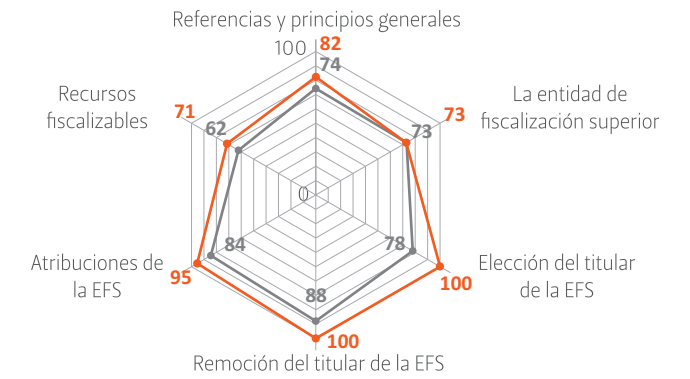 Referencias y principios generales
100
82
74
Recursos
fiscalizables
71
62
La entidad de
fiscalización superior
73
73
0
Atribuciones de
la EFS
95
84
78
Elección del titular
de la EFS
100
88
100
Remoción del titular de la EFS